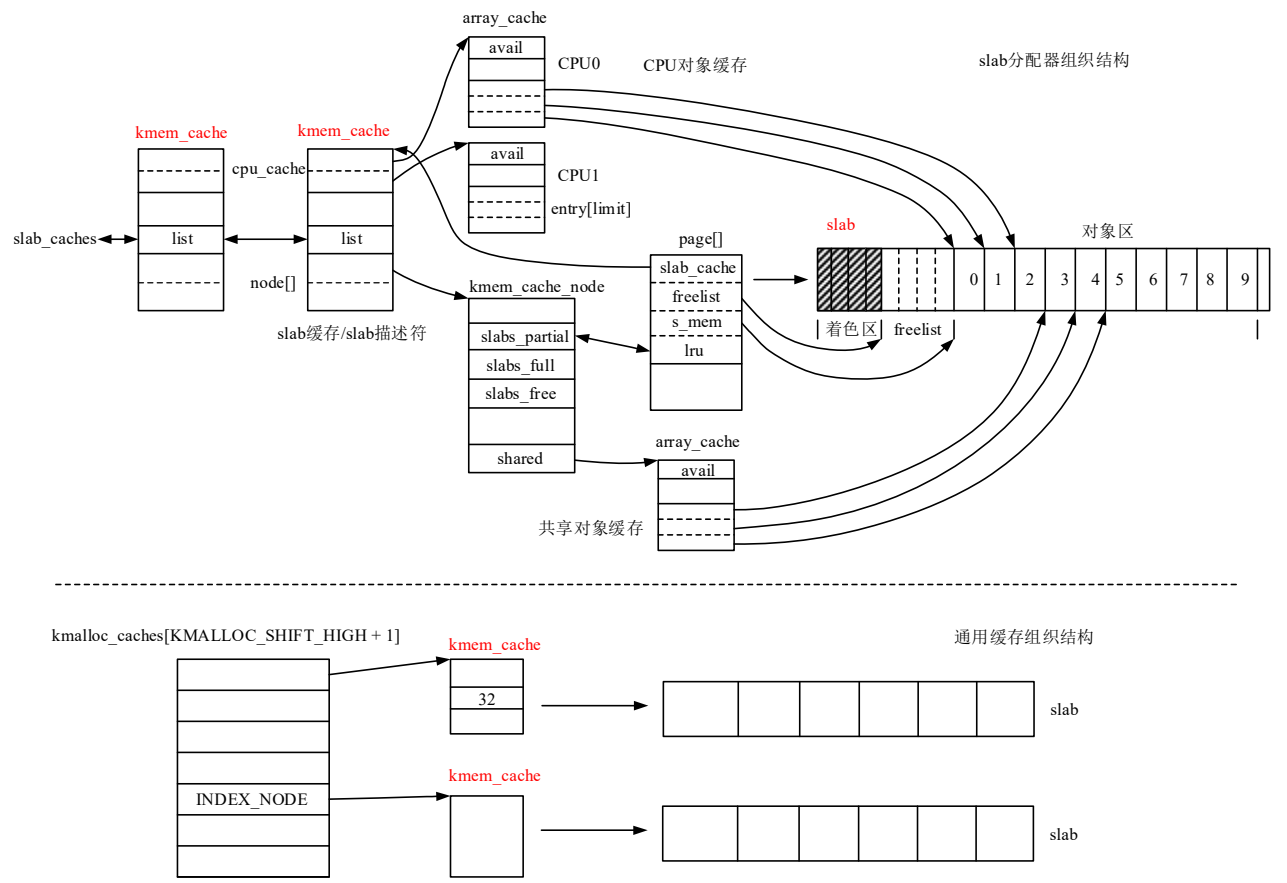 array_cache
avail
CPU0
CPU对象缓存
slab分配器组织结构
kmem_cache
kmem_cache
cpu_cache
avail
CPU1
entry[limit]
slab_caches
list
list
node[]
slab缓存/slab描述符
kmem_cache_node
slabs_partial
slabs_full
slabs_free
shared
page[]
slab_cache
freelist
s_mem
lru
slab
对象区
0 1 2 3 4 5 6 7 8 9
着色区
freelist
array_cache
avail
共享对象缓存
kmalloc_caches[KMALLOC_SHIFT_HIGH + 1]
通用缓存组织结构
kmem_cache
32
slab
kmem_cache
INDEX_NODE
slab